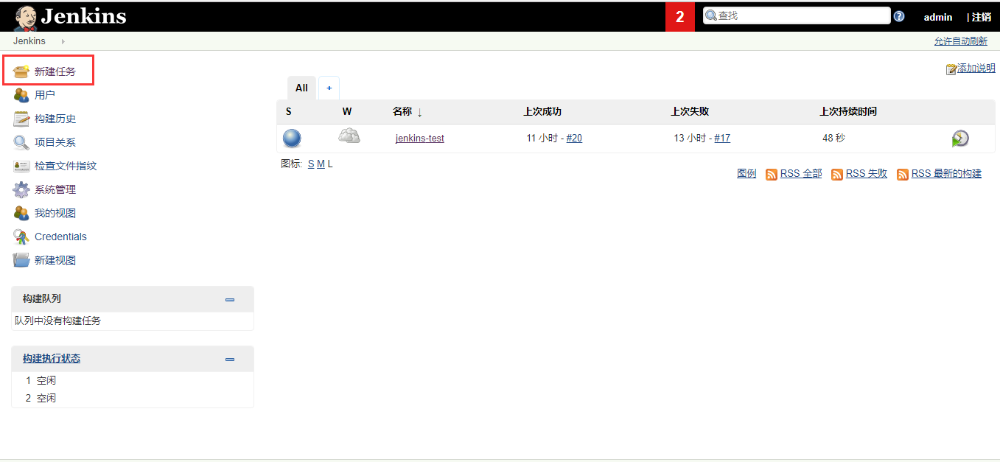 Jenkins 2 查找 admin | 注销
Jenkins 允许自动刷新
新建任务
用户
构建历史
项目关系
检查文件指纹
系统管理
我的视图
Credentials
新建视图
构建队列
队列中没有构建任务
构建执行状态
1 空闲
2 空闲
添加说明
All +
S W 名称 ↓ 上次成功 上次失败 上次持续时间
jenkins-test 11 小时 - #20 13 小时 - #17 48 秒
图标: S M L
图例 RSS 全部 RSS 失败 RSS 最新的构建